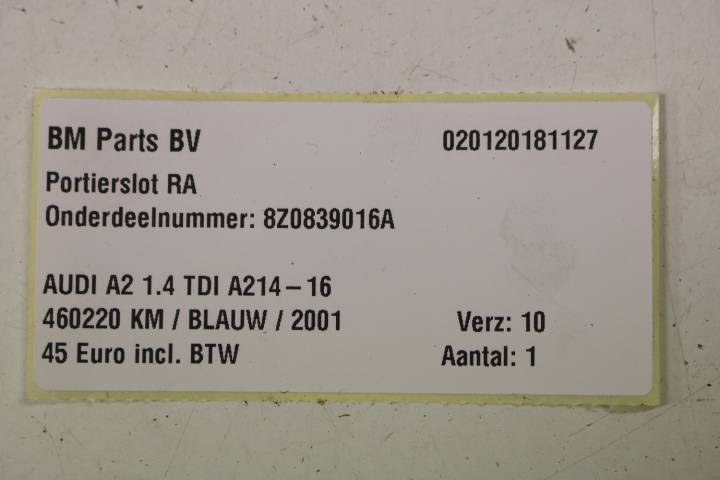 BM Parts BV 020120181127
Portierslot RA
Onderdeelnummer: 8Z0839016A
AUDI A2 1.4 TDI A214-16
460220 KM / BLAUW / 2001 Verz: 10
45 Euro incl. BTW Aantal: 1